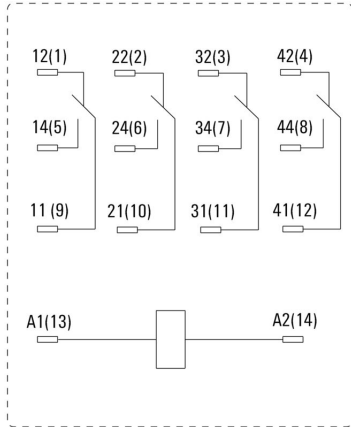 12(1) 22(2) 32(3) 42(4)
14(5) 24(6) 34(7) 44(8)
11 (9) 21(10) 31(11) 41(12)
A1(13) A2(14)